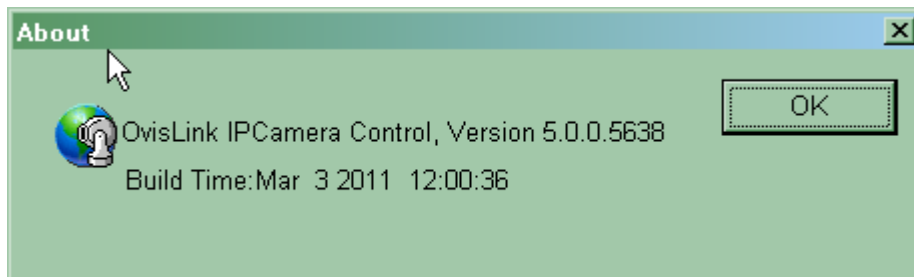 About
OK
OvisLink IPCamera Control, Version 5.0.0.5638
Build Time:Mar  3 2011  12:00:36